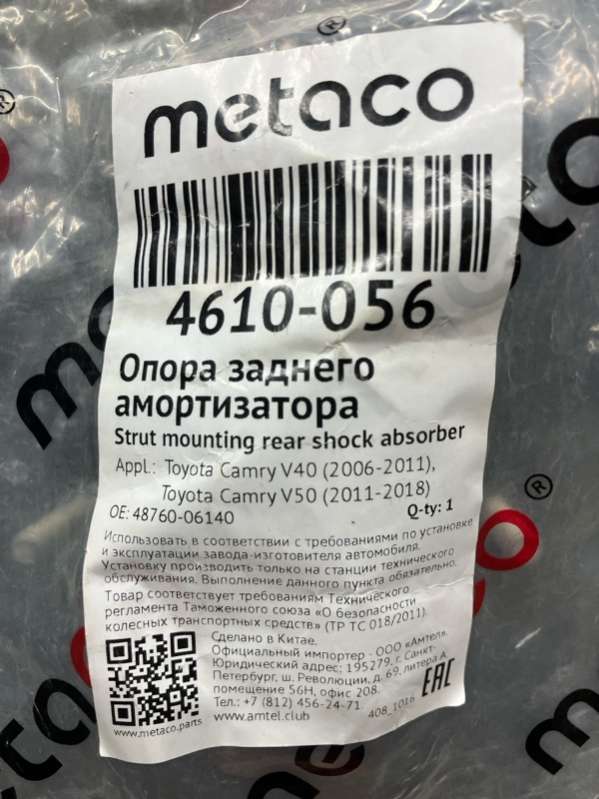 metaco
4610-056
Опора заднего
амортизатора
Strut mounting rear shock absorber
Appl.: Toyota Camry V40 (2006-2011),
Toyota Camry V50 (2011-2018)
OE: 48760-06140
Q-ty: 1
Использовать в соответствии с требованиями по установке
и эксплуатации завода-изготовителя автомобиля.
Установку производить только на станции технического
обслуживания. Выполнение данного пункта обязательно.
Товар соответствует требованиям Технического
регламента Таможенного союза «О безопасности
колесных транспортных средств» (ТР ТС 018/2011)
Сделано в Китае.
Официальный импортер - ООО «Амтел».
Юридический адрес: 195279, г. Санкт-
Петербург, ш. Революции, д. 69, литера А,
помещение 56Н, офис 208.
Тел.: +7 (812) 456-24-71.
www.amtel.club
408_1016
EAC
www.metaco.parts
metaco
metaco
metaco